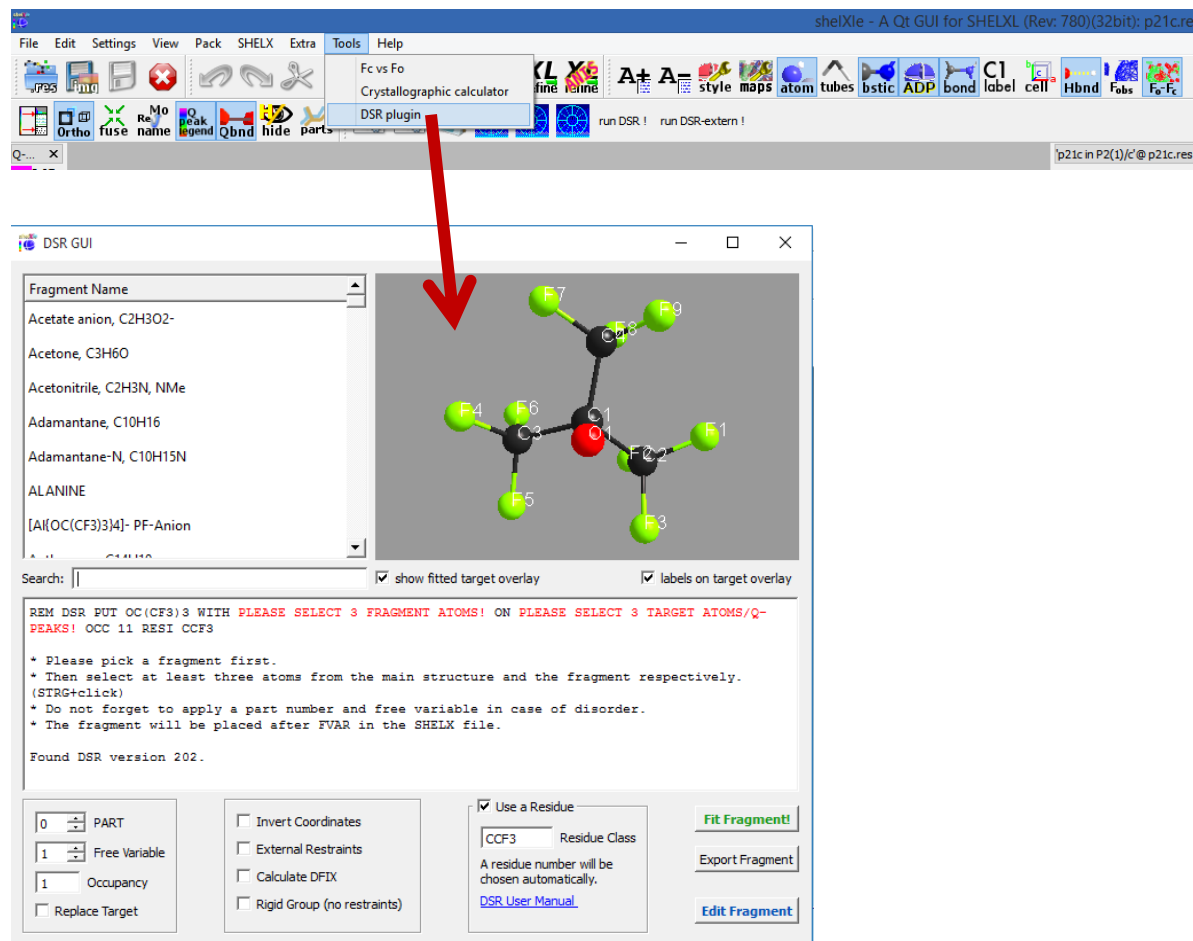 shelXle - A Qt GUI for SHELXL (Rev: 780)(32bit): p21c.re
File Edit Settings View Pack SHELX Extra Tools Help
Fc vs Fo
Crystallographic calculator
DSR plugin
.res
A+ A- style maps atom tubes bstic ADP bond label cell Hbnd Fobs Fo-Fc
Cl
Ortho fuse name Peak legend Qbnd hide parts
run DSR ! run DSR-extern !
Q-... X
'p21c in P2(1)/c'@ p21c.res
DSR GUI
Fragment Name
Acetate anion, C2H3O2-
Acetone, C3H6O
Acetonitrile, C2H3N, NMe
Adamantane, C10H16
Adamantane-N, C10H15N
ALANINE
[Al{OC(CF3)3}4]- PF-Anion
F7
F9
F8
C4
F4
F6
C1
C3
O1
F1
F2
C2
F5
F3
Search:
show fitted target overlay
labels on target overlay
REM DSR PUT OC(CF3)3 WITH PLEASE SELECT 3 FRAGMENT ATOMS! ON PLEASE SELECT 3 TARGET ATOMS/Q-
PEAKS! OCC 11 RESI CCF3
* Please pick a fragment first.
* Then select at least three atoms from the main structure and the fragment respectively.
(STRG+click)
* Do not forget to apply a part number and free variable in case of disorder.
* The fragment will be placed after FVAR in the SHELX file.
Found DSR version 202.
0 PART
1 Free Variable
1 Occupancy
Replace Target
Invert Coordinates
External Restraints
Calculate DFIX
Rigid Group (no restraints)
Use a Residue
CCF3 Residue Class
A residue number will be
chosen automatically.
DSR User Manual
Fit Fragment!
Export Fragment
Edit Fragment